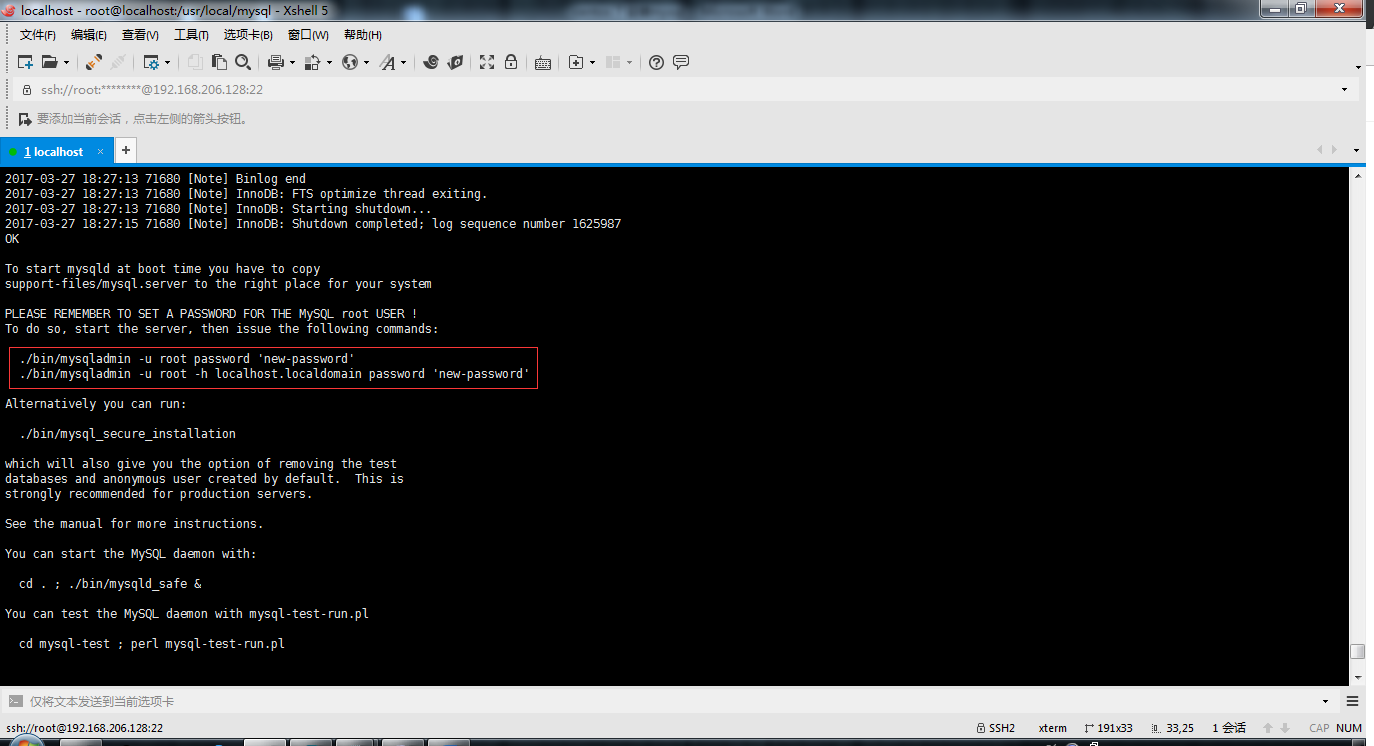 localhost - root@localhost:/usr/local/mysql - Xshell 5
文件(F) 编辑(E) 查看(V) 工具(T) 选项卡(B) 窗口(W) 帮助(H)
ssh://root:********@192.168.206.128:22
要添加当前会话，点击左侧的箭头按钮。
1 localhost × +
2017-03-27 18:27:13 71680 [Note] Binlog end
2017-03-27 18:27:13 71680 [Note] InnoDB: FTS optimize thread exiting.
2017-03-27 18:27:13 71680 [Note] InnoDB: Starting shutdown...
2017-03-27 18:27:15 71680 [Note] InnoDB: Shutdown completed; log sequence number 1625987
OK
To start mysqld at boot time you have to copy
support-files/mysql.server to the right place for your system
PLEASE REMEMBER TO SET A PASSWORD FOR THE MySQL root USER !
To do so, start the server, then issue the following commands:
./bin/mysqladmin -u root password 'new-password'
./bin/mysqladmin -u root -h localhost.localdomain password 'new-password'
Alternatively you can run:
./bin/mysql_secure_installation
which will also give you the option of removing the test
databases and anonymous user created by default.  This is
strongly recommended for production servers.
See the manual for more instructions.
You can start the MySQL daemon with:
cd . ; ./bin/mysqld_safe &
You can test the MySQL daemon with mysql-test-run.pl
cd mysql-test ; perl mysql-test-run.pl
仅将文本发送到当前选项卡
ssh://root@192.168.206.128:22 SSH2 xterm 191x33 33,25 1 会话 CAP NUM